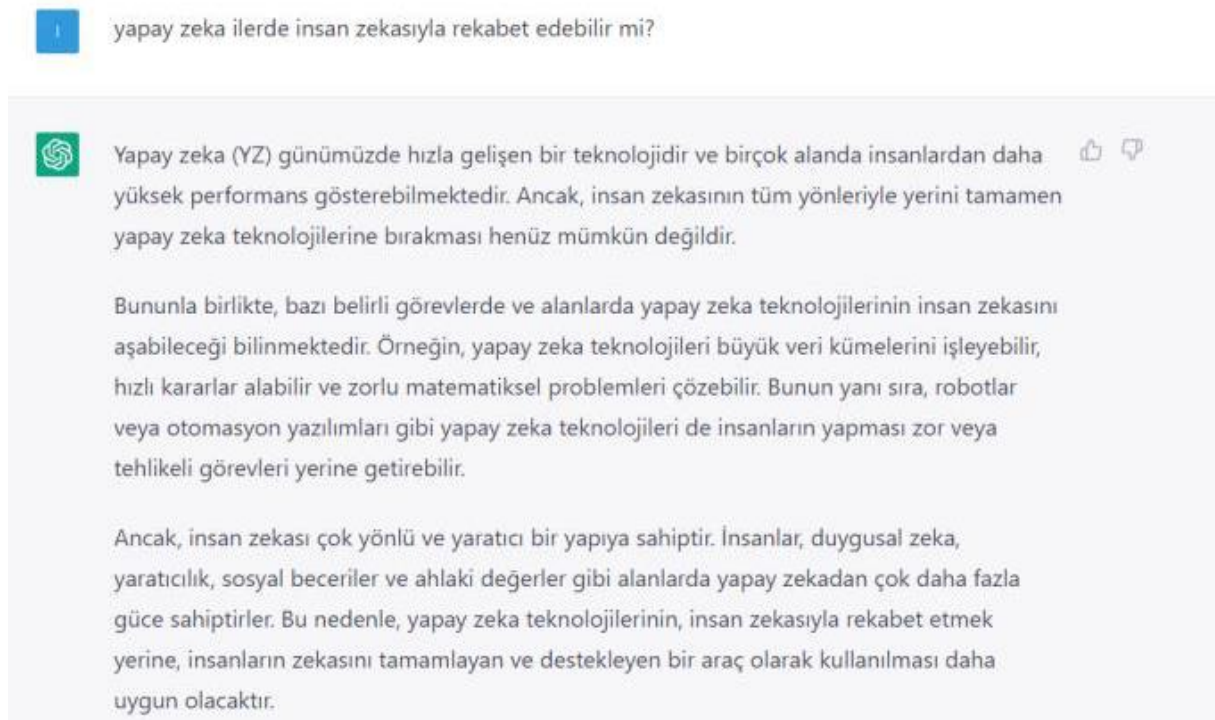 yapay zeka ilerde insan zekasıyla rekabet edebilir mi?
Yapay zeka (YZ) günümüzde hızla gelişen bir teknolojidir ve birçok alanda insanlardan daha
yüksek performans gösterebilmektedir. Ancak, insan zekasının tüm yönleriyle yerini tamamen
yapay zeka teknolojilerine bırakması henüz mümkün değildir.
Bununla birlikte, bazı belirli görevlerde ve alanlarda yapay zeka teknolojilerinin insan zekasını
aşabileceği bilinmektedir. Örneğin, yapay zeka teknolojileri büyük veri kümelerini işleyebilir,
hızlı kararlar alabilir ve zorlu matematiksel problemleri çözebilir. Bunun yanı sıra, robotlar
veya otomasyon yazılımları gibi yapay zeka teknolojileri de insanların yapması zor veya
tehlikeli görevleri yerine getirebilir.
Ancak, insan zekası çok yönlü ve yaratıcı bir yapıya sahiptir. İnsanlar, duygusal zeka,
yaratıcılık, sosyal beceriler ve ahlaki değerler gibi alanlarda yapay zekadan çok daha fazla
güce sahiptirler. Bu nedenle, yapay zeka teknolojilerinin, insan zekasıyla rekabet etmek
yerine, insanların zekasını tamamlayan ve destekleyen bir araç olarak kullanılması daha
uygun olacaktır.